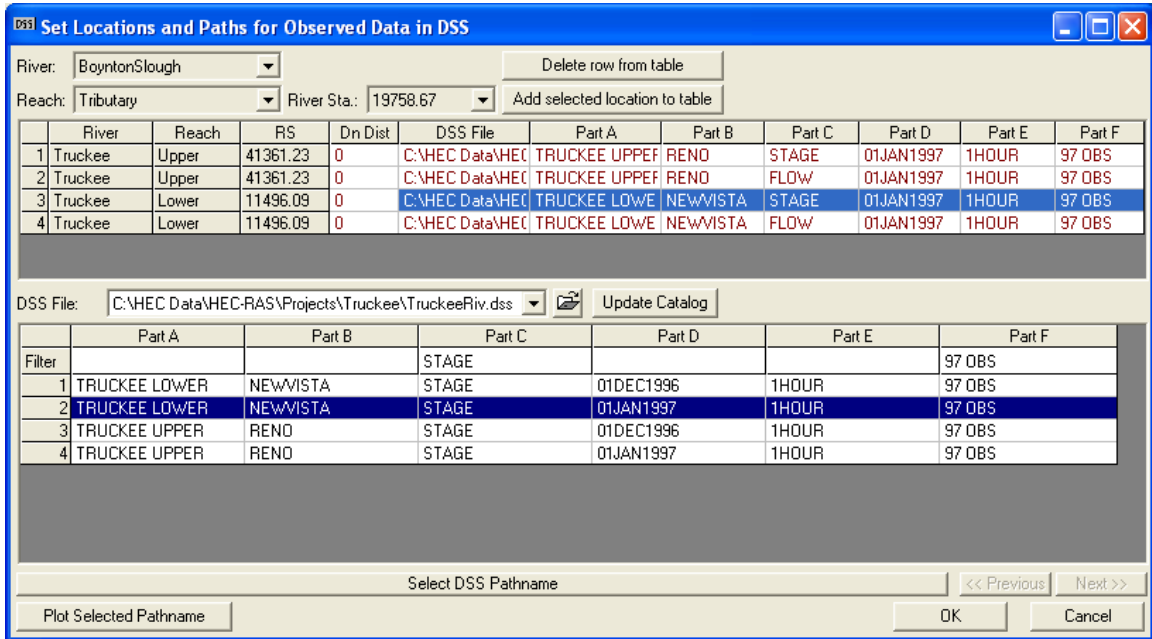 DSS Set Locations and Paths for Observed Data in DSS
River: BoyntonSlough Delete row from table
Reach: Tributary River Sta.: 19758.67 Add selected location to table
River Reach RS Dn Dist DSS File Part A Part B Part C Part D Part E Part F
1 Truckee Upper 41361.23 0 C:\HEC Data\HEC TRUCKEE UPPER RENO STAGE 01JAN1997 1HOUR 97 OBS
2 Truckee Upper 41361.23 0 C:\HEC Data\HEC TRUCKEE UPPER RENO FLOW 01JAN1997 1HOUR 97 OBS
3 Truckee Lower 11496.09 0 C:\HEC Data\HEC TRUCKEE LOWE NEWVISTA STAGE 01JAN1997 1HOUR 97 OBS
4 Truckee Lower 11496.09 0 C:\HEC Data\HEC TRUCKEE LOWE NEWVISTA FLOW 01JAN1997 1HOUR 97 OBS
DSS File: C:\HEC Data\HEC-RAS\Projects\Truckee\TruckeeRiv.dss Update Catalog
Part A Part B Part C Part D Part E Part F
Filter STAGE 97 OBS
1 TRUCKEE LOWER NEWVISTA STAGE 01DEC1996 1HOUR 97 OBS
2 TRUCKEE LOWER NEWVISTA STAGE 01JAN1997 1HOUR 97 OBS
3 TRUCKEE UPPER RENO STAGE 01DEC1996 1HOUR 97 OBS
4 TRUCKEE UPPER RENO STAGE 01JAN1997 1HOUR 97 OBS
Select DSS Pathname << Previous Next >>
Plot Selected Pathname OK Cancel